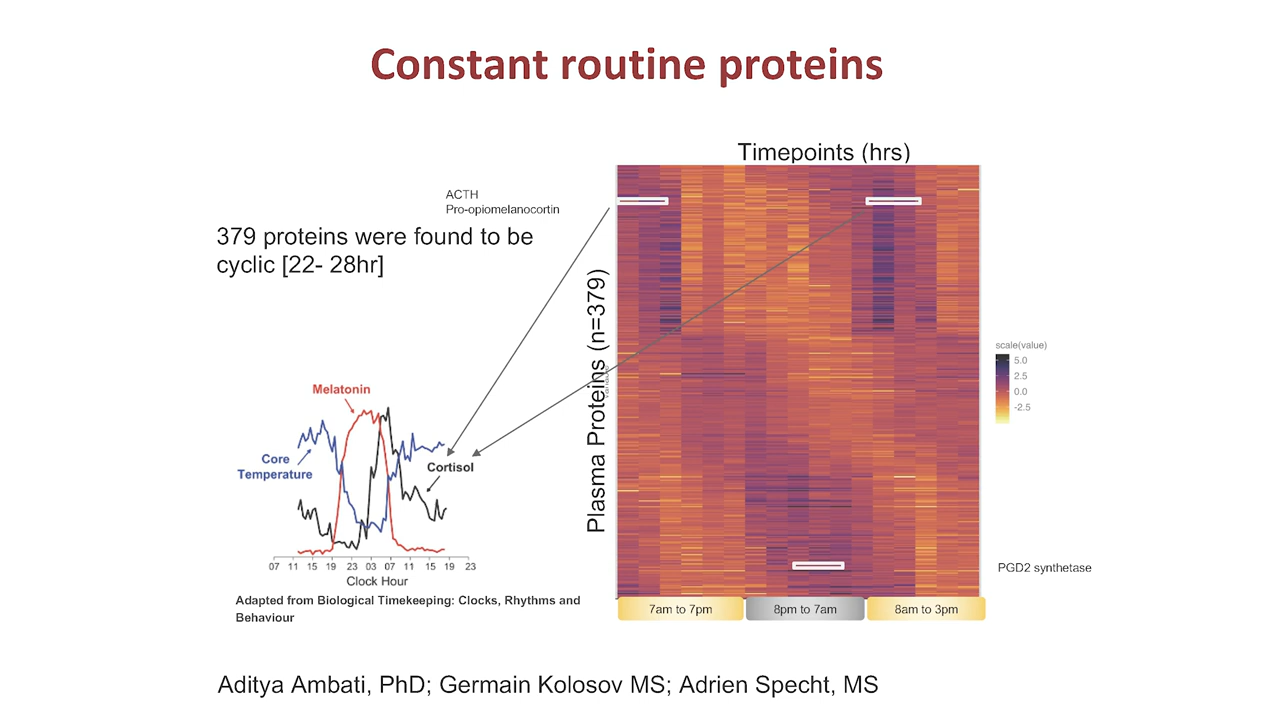 Constant routine proteins
Timepoints (hrs)
ACTH
Pro-opiomelanocortin
379 proteins were found to be
cyclic [22- 28hr]
Plasma Proteins (n=379)
scale(value)
5.0
2.5
0.0
-2.5
Melatonin
Core
Temperature
Cortisol
07 11 15 19 23 03 07 11 15 19 23
Clock Hour
PGD2 synthetase
Adapted from Biological Timekeeping: Clocks, Rhythms and
Behaviour
7am to 7pm
8pm to 7am
8am to 3pm
Aditya Ambati, PhD; Germain Kolosov MS; Adrien Specht, MS